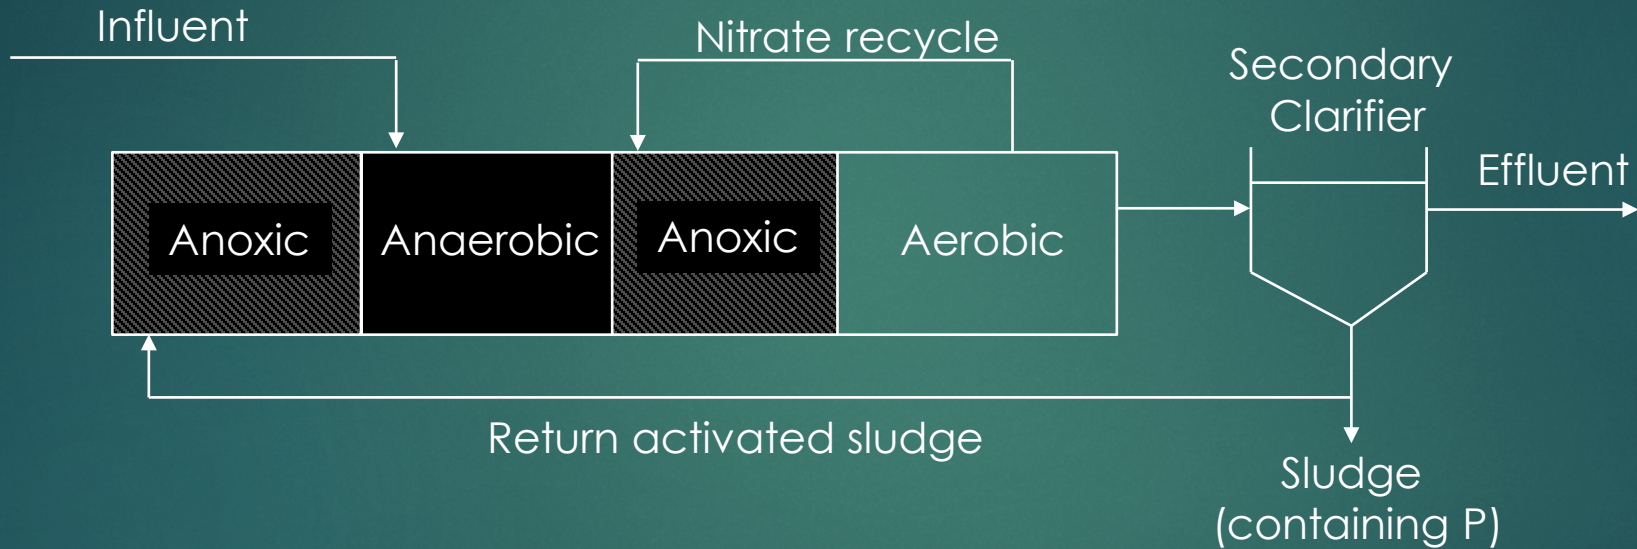 Influent
Nitrate recycle
Secondary
Clarifier
Effluent
Anoxic
Anaerobic
Anoxic
Aerobic
Return activated sludge
Sludge
(containing P)